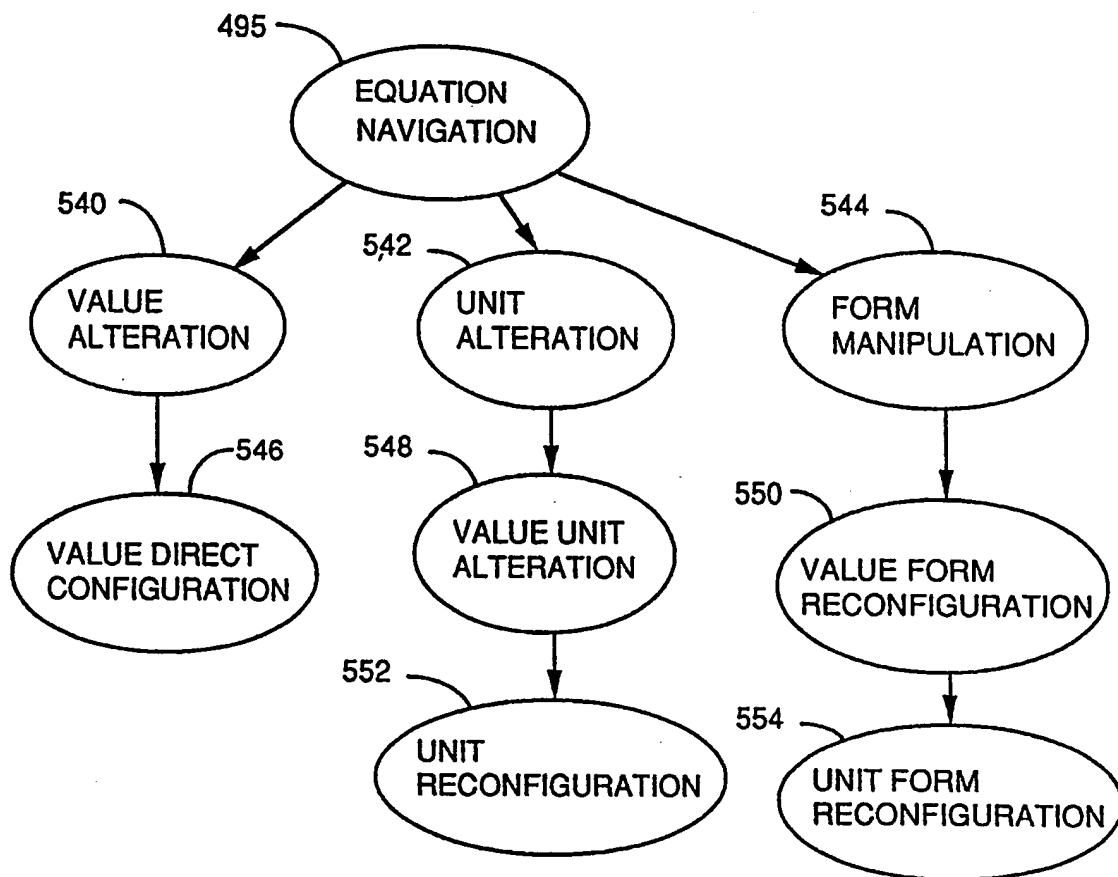 495
EQUATION
NAVIGATION
540
VALUE
ALTERATION
542
UNIT
ALTERATION
544
FORM
MANIPULATION
546
VALUE DIRECT
CONFIGURATION
548
VALUE UNIT
ALTERATION
550
VALUE FORM
RECONFIGURATION
552
UNIT
RECONFIGURATION
554
UNIT FORM
RECONFIGURATION